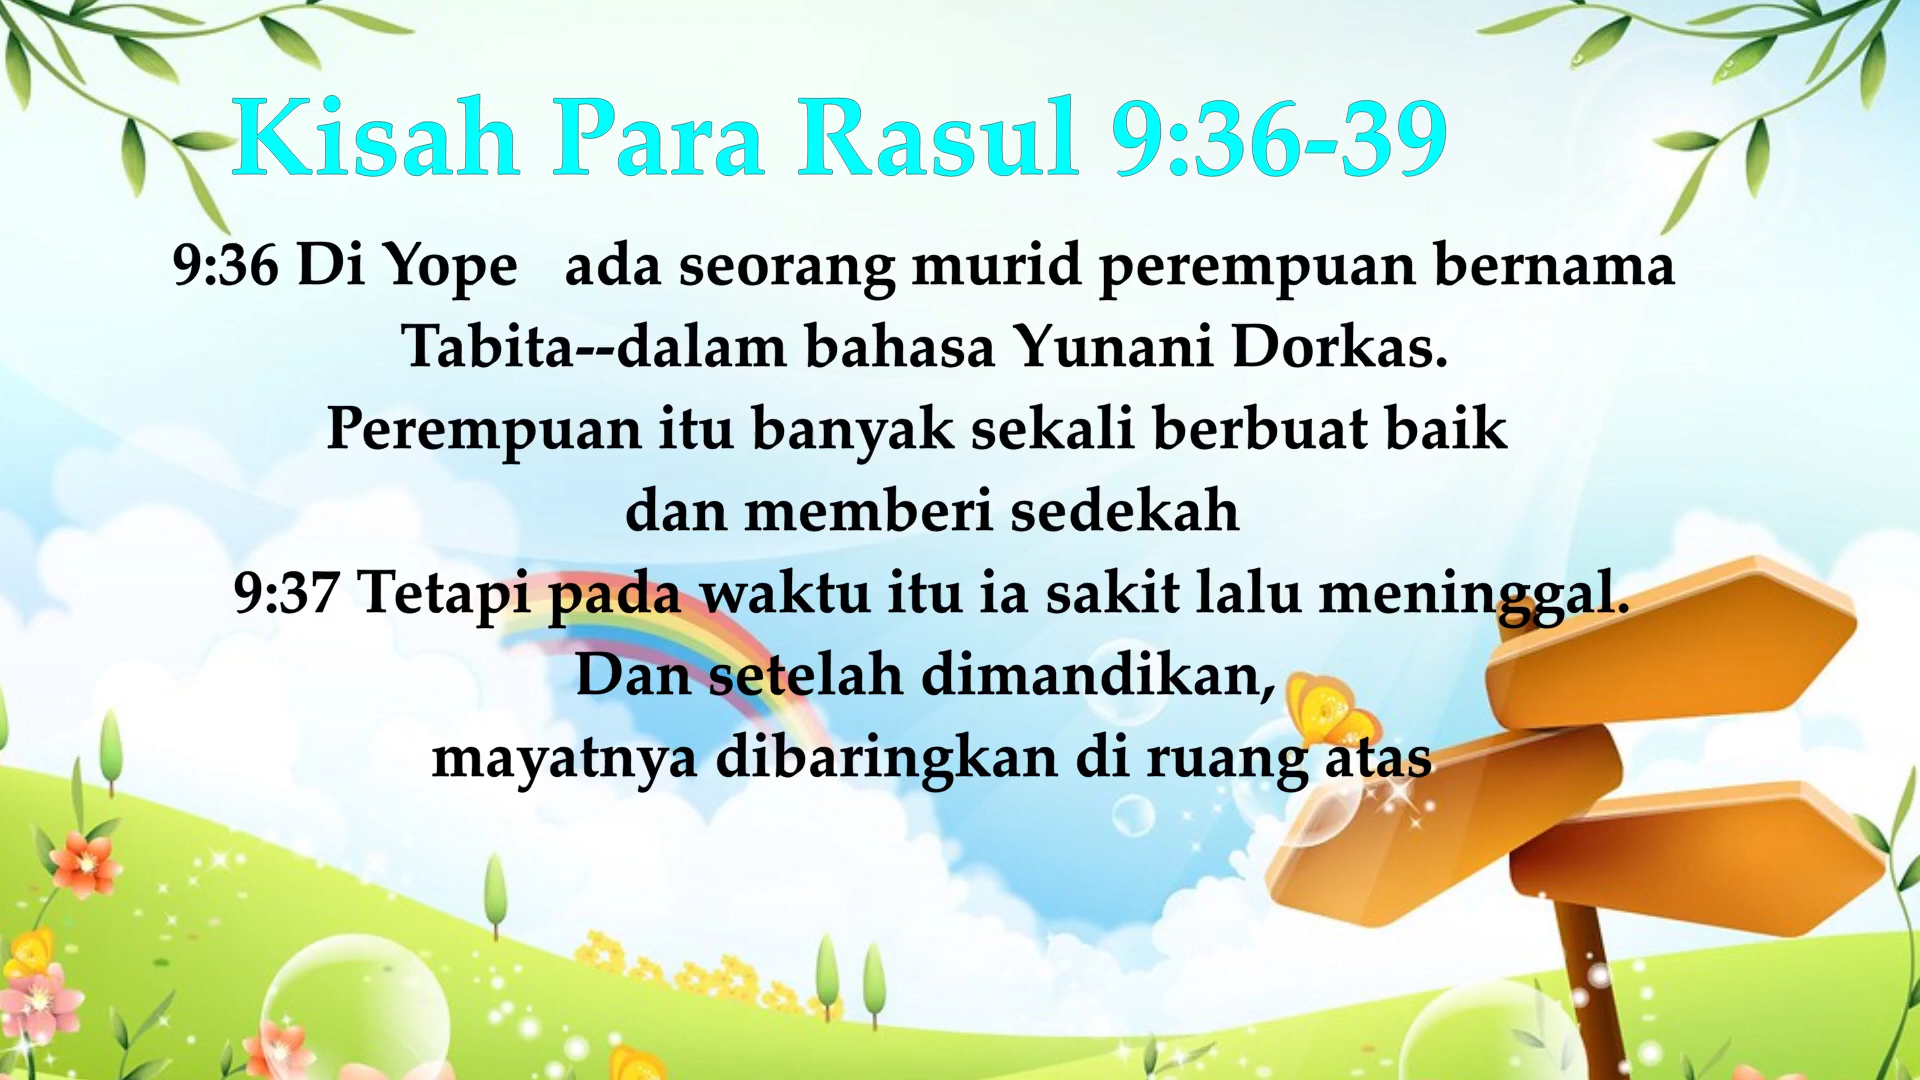 Kisah Para Rasul 9:36-39
9:36 Di Yope   ada seorang murid perempuan bernama
Tabita--dalam bahasa Yunani Dorkas.
Perempuan itu banyak sekali berbuat baik
dan memberi sedekah
9:37 Tetapi pada waktu itu ia sakit lalu meninggal.
Dan setelah dimandikan,
mayatnya dibaringkan di ruang atas